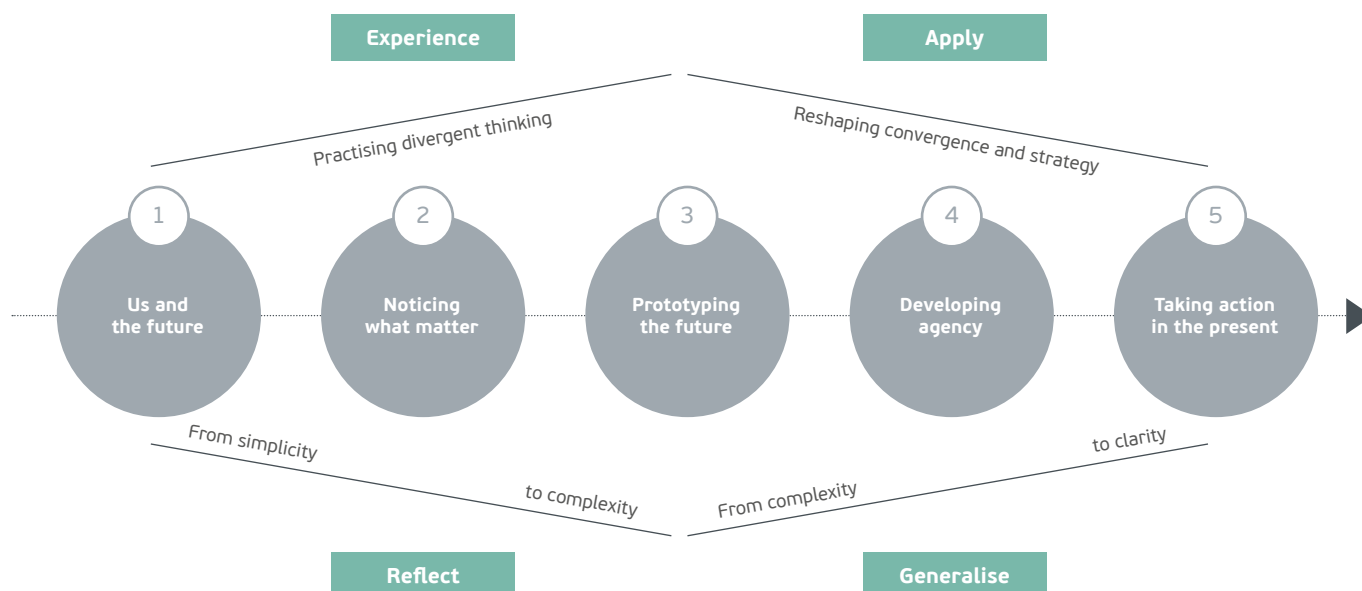 Experience
Apply
Practising divergent thinking
Reshaping convergence and strategy
1
2
3
4
5
Us and
the future
Noticing
what matter
Prototyping
the future
Developing
agency
Taking action
in the present
From simplicity
to complexity
From complexity
to clarity
Reflect
Generalise